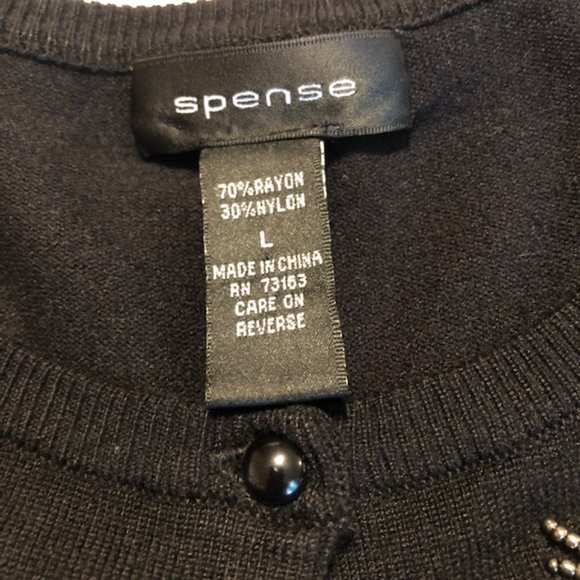 spense
70%RAYON
30%NYLON
L
MADE IN CHINA
RN 73163
CARE ON
REVERSE